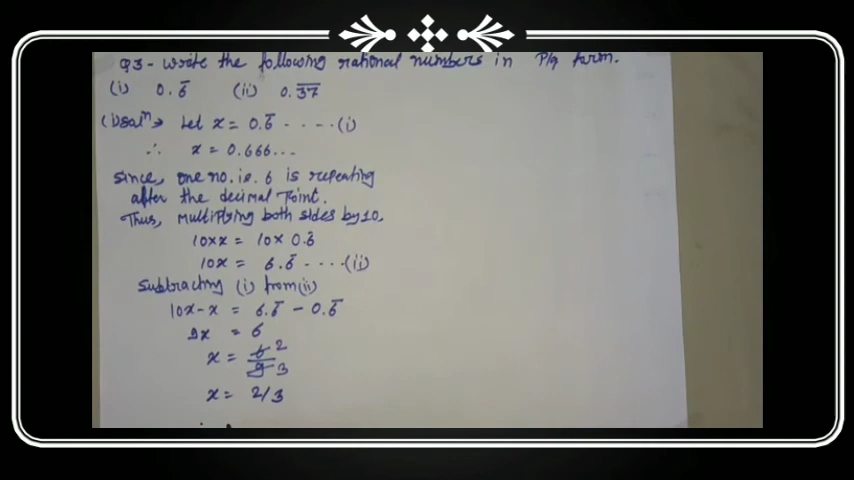 Q3 - Write the following rational numbers in P/q form.
(i) 0.6̅ (ii) 0.3̅7̅
(i) Solⁿ→ Let x = 0.6̅ - - - - - (i)
∴ x = 0.666...
Since, one no. i.e. 6 is repeating
after the decimal Point.
Thus, multiplying both sides by 10,
10×x = 10 × 0.6̅
10x = 6.6̅ - - - - (ii)
Subtracting (i) from (ii)
10x - x = 6.6̅ - 0.6̅
9x = 6
x = 6/9 2 3
x = 2/3